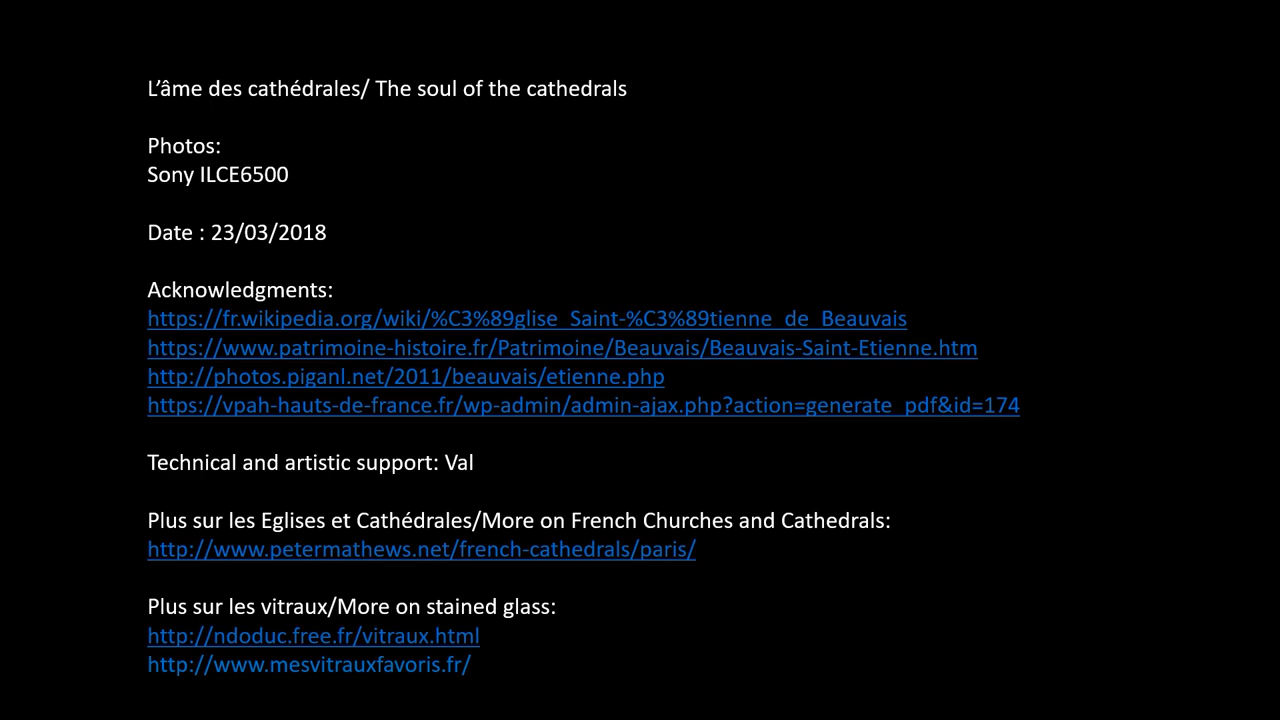 L’âme des cathédrales/ The soul of the cathedrals
Photos:
Sony ILCE6500
Date : 23/03/2018
Acknowledgments:
https://fr.wikipedia.org/wiki/%C3%89glise_Saint-%C3%89tienne_de_Beauvais
https://www.patrimoine-histoire.fr/Patrimoine/Beauvais/Beauvais-Saint-Etienne.htm
http://photos.piganl.net/2011/beauvais/etienne.php
https://vpah-hauts-de-france.fr/wp-admin/admin-ajax.php?action=generate_pdf&id=174
Technical and artistic support: Val
Plus sur les Eglises et Cathédrales/More on French Churches and Cathedrals:
http://www.petermathews.net/french-cathedrals/paris/
Plus sur les vitraux/More on stained glass:
http://ndoduc.free.fr/vitraux.html
http://www.mesvitrauxfavoris.fr/